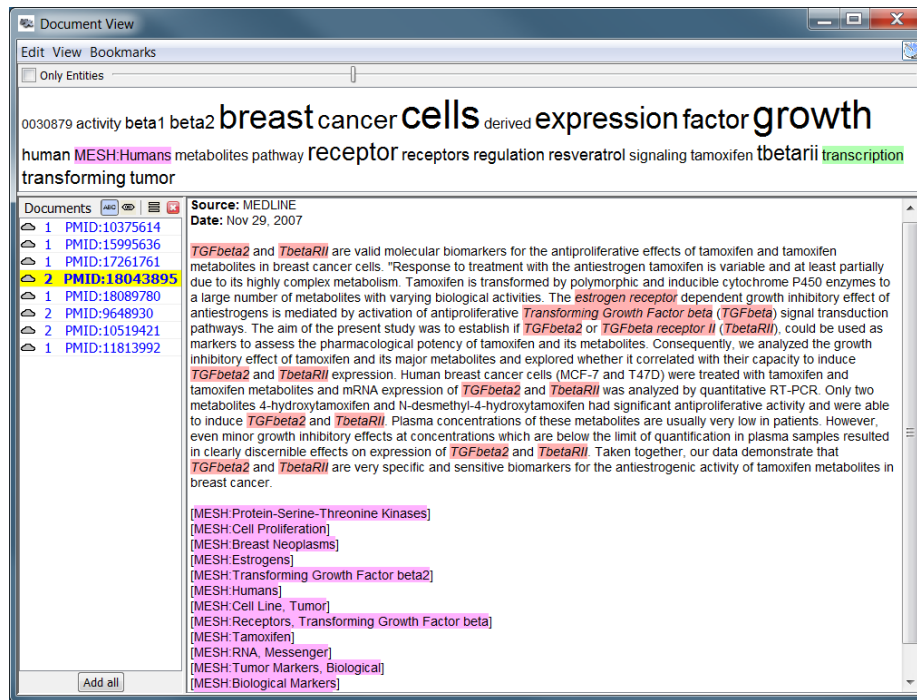 Document View
Edit View Bookmarks
Only Entities
0030879 activity beta1 beta2 breast cancer cells derived expression factor growth
human MESH:Humans metabolites pathway receptor receptors regulation resveratrol signaling tamoxifen tbetarii transcription
transforming tumor
Documents ABC
1 PMID:10375614
1 PMID:15995636
1 PMID:17261761
2 PMID:18043895
1 PMID:18089780
2 PMID:9648930
2 PMID:10519421
1 PMID:11813992
Add all
Source: MEDLINE
Date: Nov 29, 2007
TGFbeta2 and TbetaRII are valid molecular biomarkers for the antiproliferative effects of tamoxifen and tamoxifen
metabolites in breast cancer cells. "Response to treatment with the antiestrogen tamoxifen is variable and at least partially
due to its highly complex metabolism. Tamoxifen is transformed by polymorphic and inducible cytochrome P450 enzymes to
a large number of metabolites with varying biological activities. The estrogen receptor dependent growth inhibitory effect of
antiestrogens is mediated by activation of antiproliferative Transforming Growth Factor beta (TGFbeta) signal transduction
pathways. The aim of the present study was to establish if TGFbeta2 or TGFbeta receptor II (TbetaRII), could be used as
markers to assess the pharmacological potency of tamoxifen and its metabolites. Consequently, we analyzed the growth
inhibitory effect of tamoxifen and its major metabolites and explored whether it correlated with their capacity to induce
TGFbeta2 and TbetaRII expression. Human breast cancer cells (MCF-7 and T47D) were treated with tamoxifen and
tamoxifen metabolites and mRNA expression of TGFbeta2 and TbetaRII was analyzed by quantitative RT-PCR. Only two
metabolites 4-hydroxytamoxifen and N-desmethyl-4-hydroxytamoxifen had significant antiproliferative activity and were able
to induce TGFbeta2 and TbetaRII. Plasma concentrations of these metabolites are usually very low in patients. However,
even minor growth inhibitory effects at concentrations which are below the limit of quantification in plasma samples resulted
in clearly discernible effects on expression of TGFbeta2 and TbetaRII. Taken together, our data demonstrate that
TGFbeta2 and TbetaRII are very specific and sensitive biomarkers for the antiestrogenic activity of tamoxifen metabolites in
breast cancer.
[MESH:Protein-Serine-Threonine Kinases]
[MESH:Cell Proliferation]
[MESH:Breast Neoplasms]
[MESH:Estrogens]
[MESH:Transforming Growth Factor beta2]
[MESH:Humans]
[MESH:Cell Line, Tumor]
[MESH:Receptors, Transforming Growth Factor beta]
[MESH:Tamoxifen]
[MESH:RNA, Messenger]
[MESH:Tumor Markers, Biological]
[MESH:Biological Markers]